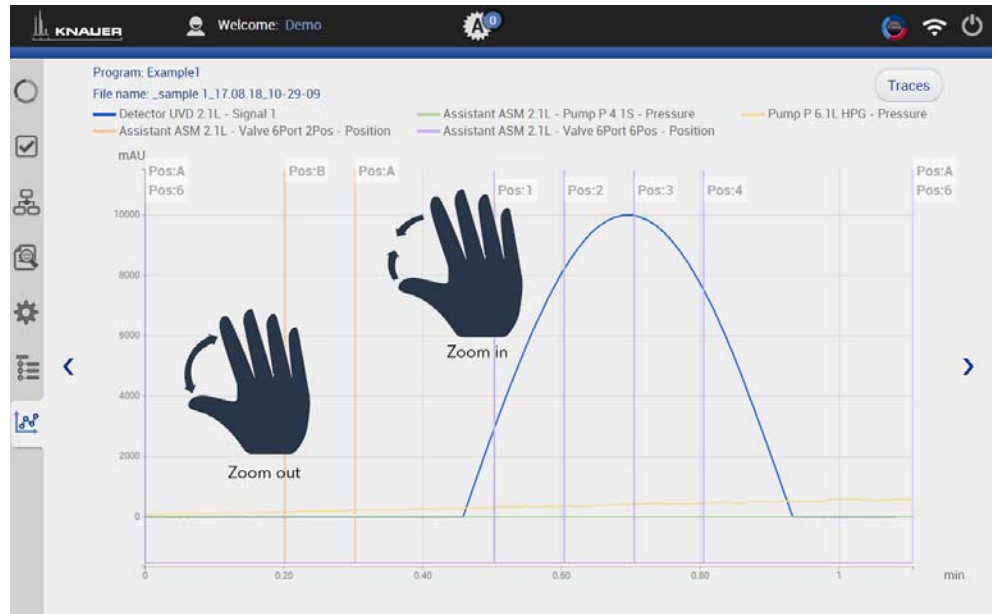 KNAUER
Welcome: Demo
A 0
Program: Example1
File name: _sample 1_17.08.18_10-29-09
Traces
Detector UVD 2.1L - Signal 1
Assistant ASM 2.1L - Pump P 4.1S - Pressure
Pump P 6.1L HPG - Pressure
Assistant ASM 2.1L - Valve 6Port 2Pos - Position
Assistant ASM 2.1L - Valve 6Port 6Pos - Position
mAU
Pos:A
Pos:B
Pos:A
Pos:A
Pos:6
Pos:1
Pos:2
Pos:3
Pos:4
Pos:6
10000
8000
6000
4000
2000
0
Zoom in
Zoom out
0
0.20
0.40
0.60
0.80
1
min